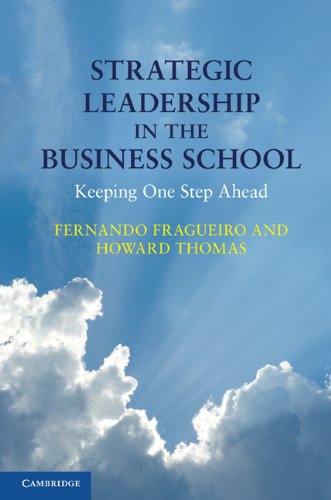 STRATEGIC
LEADERSHIP
IN THE
BUSINESS SCHOOL
Keeping One Step Ahead
FERNANDO FRAGUEIRO AND
HOWARD THOMAS
CAMBRIDGE